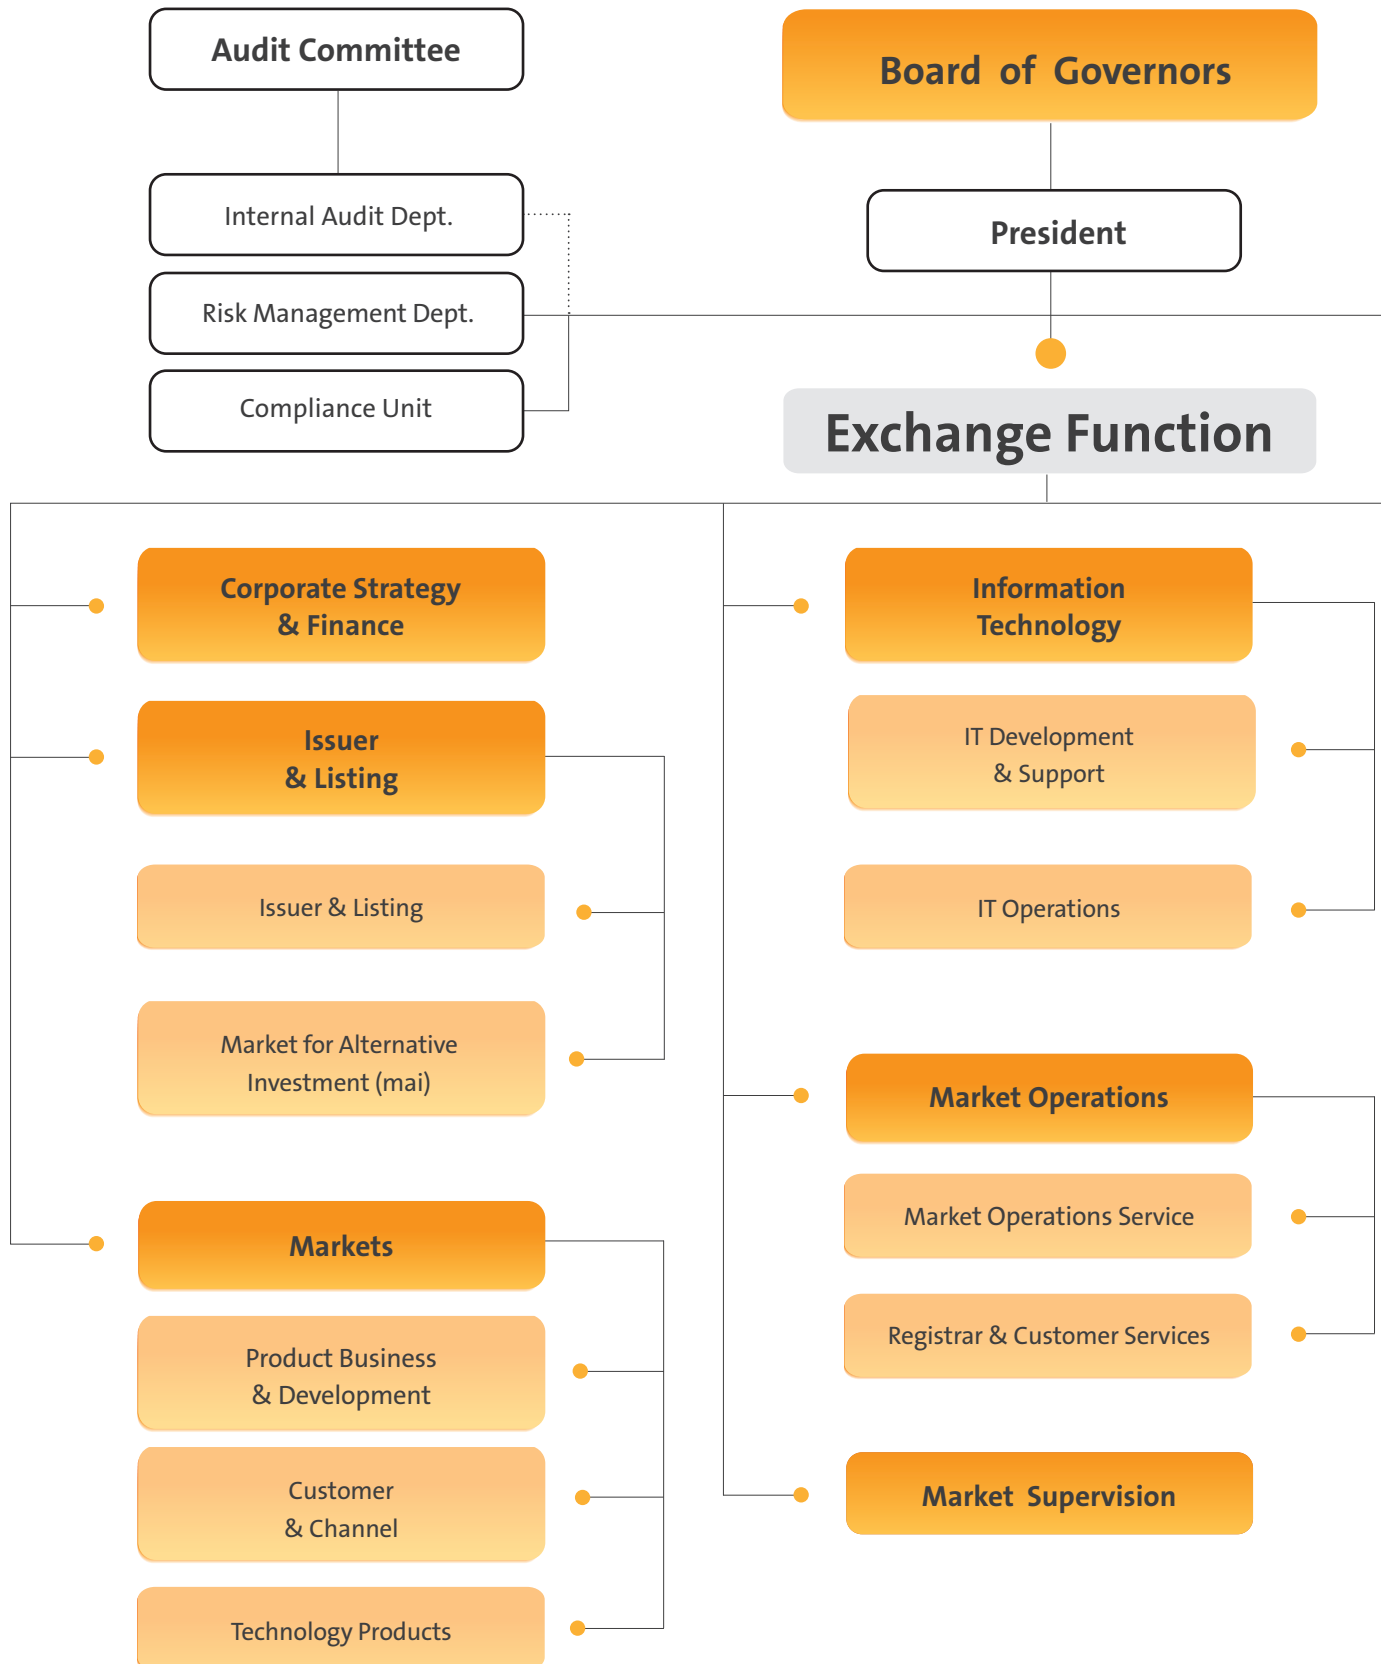 Audit Committee
Board of Governors
Internal Audit Dept.
President
Risk Management Dept.
Compliance Unit
Exchange Function
Corporate Strategy
& Finance
Issuer
& Listing
Issuer & Listing
Market for Alternative
Investment (mai)
Markets
Product Business
& Development
Customer
& Channel
Technology Products
Information
Technology
IT Development
& Support
IT Operations
Market Operations
Market Operations Service
Registrar & Customer Services
Market Supervision